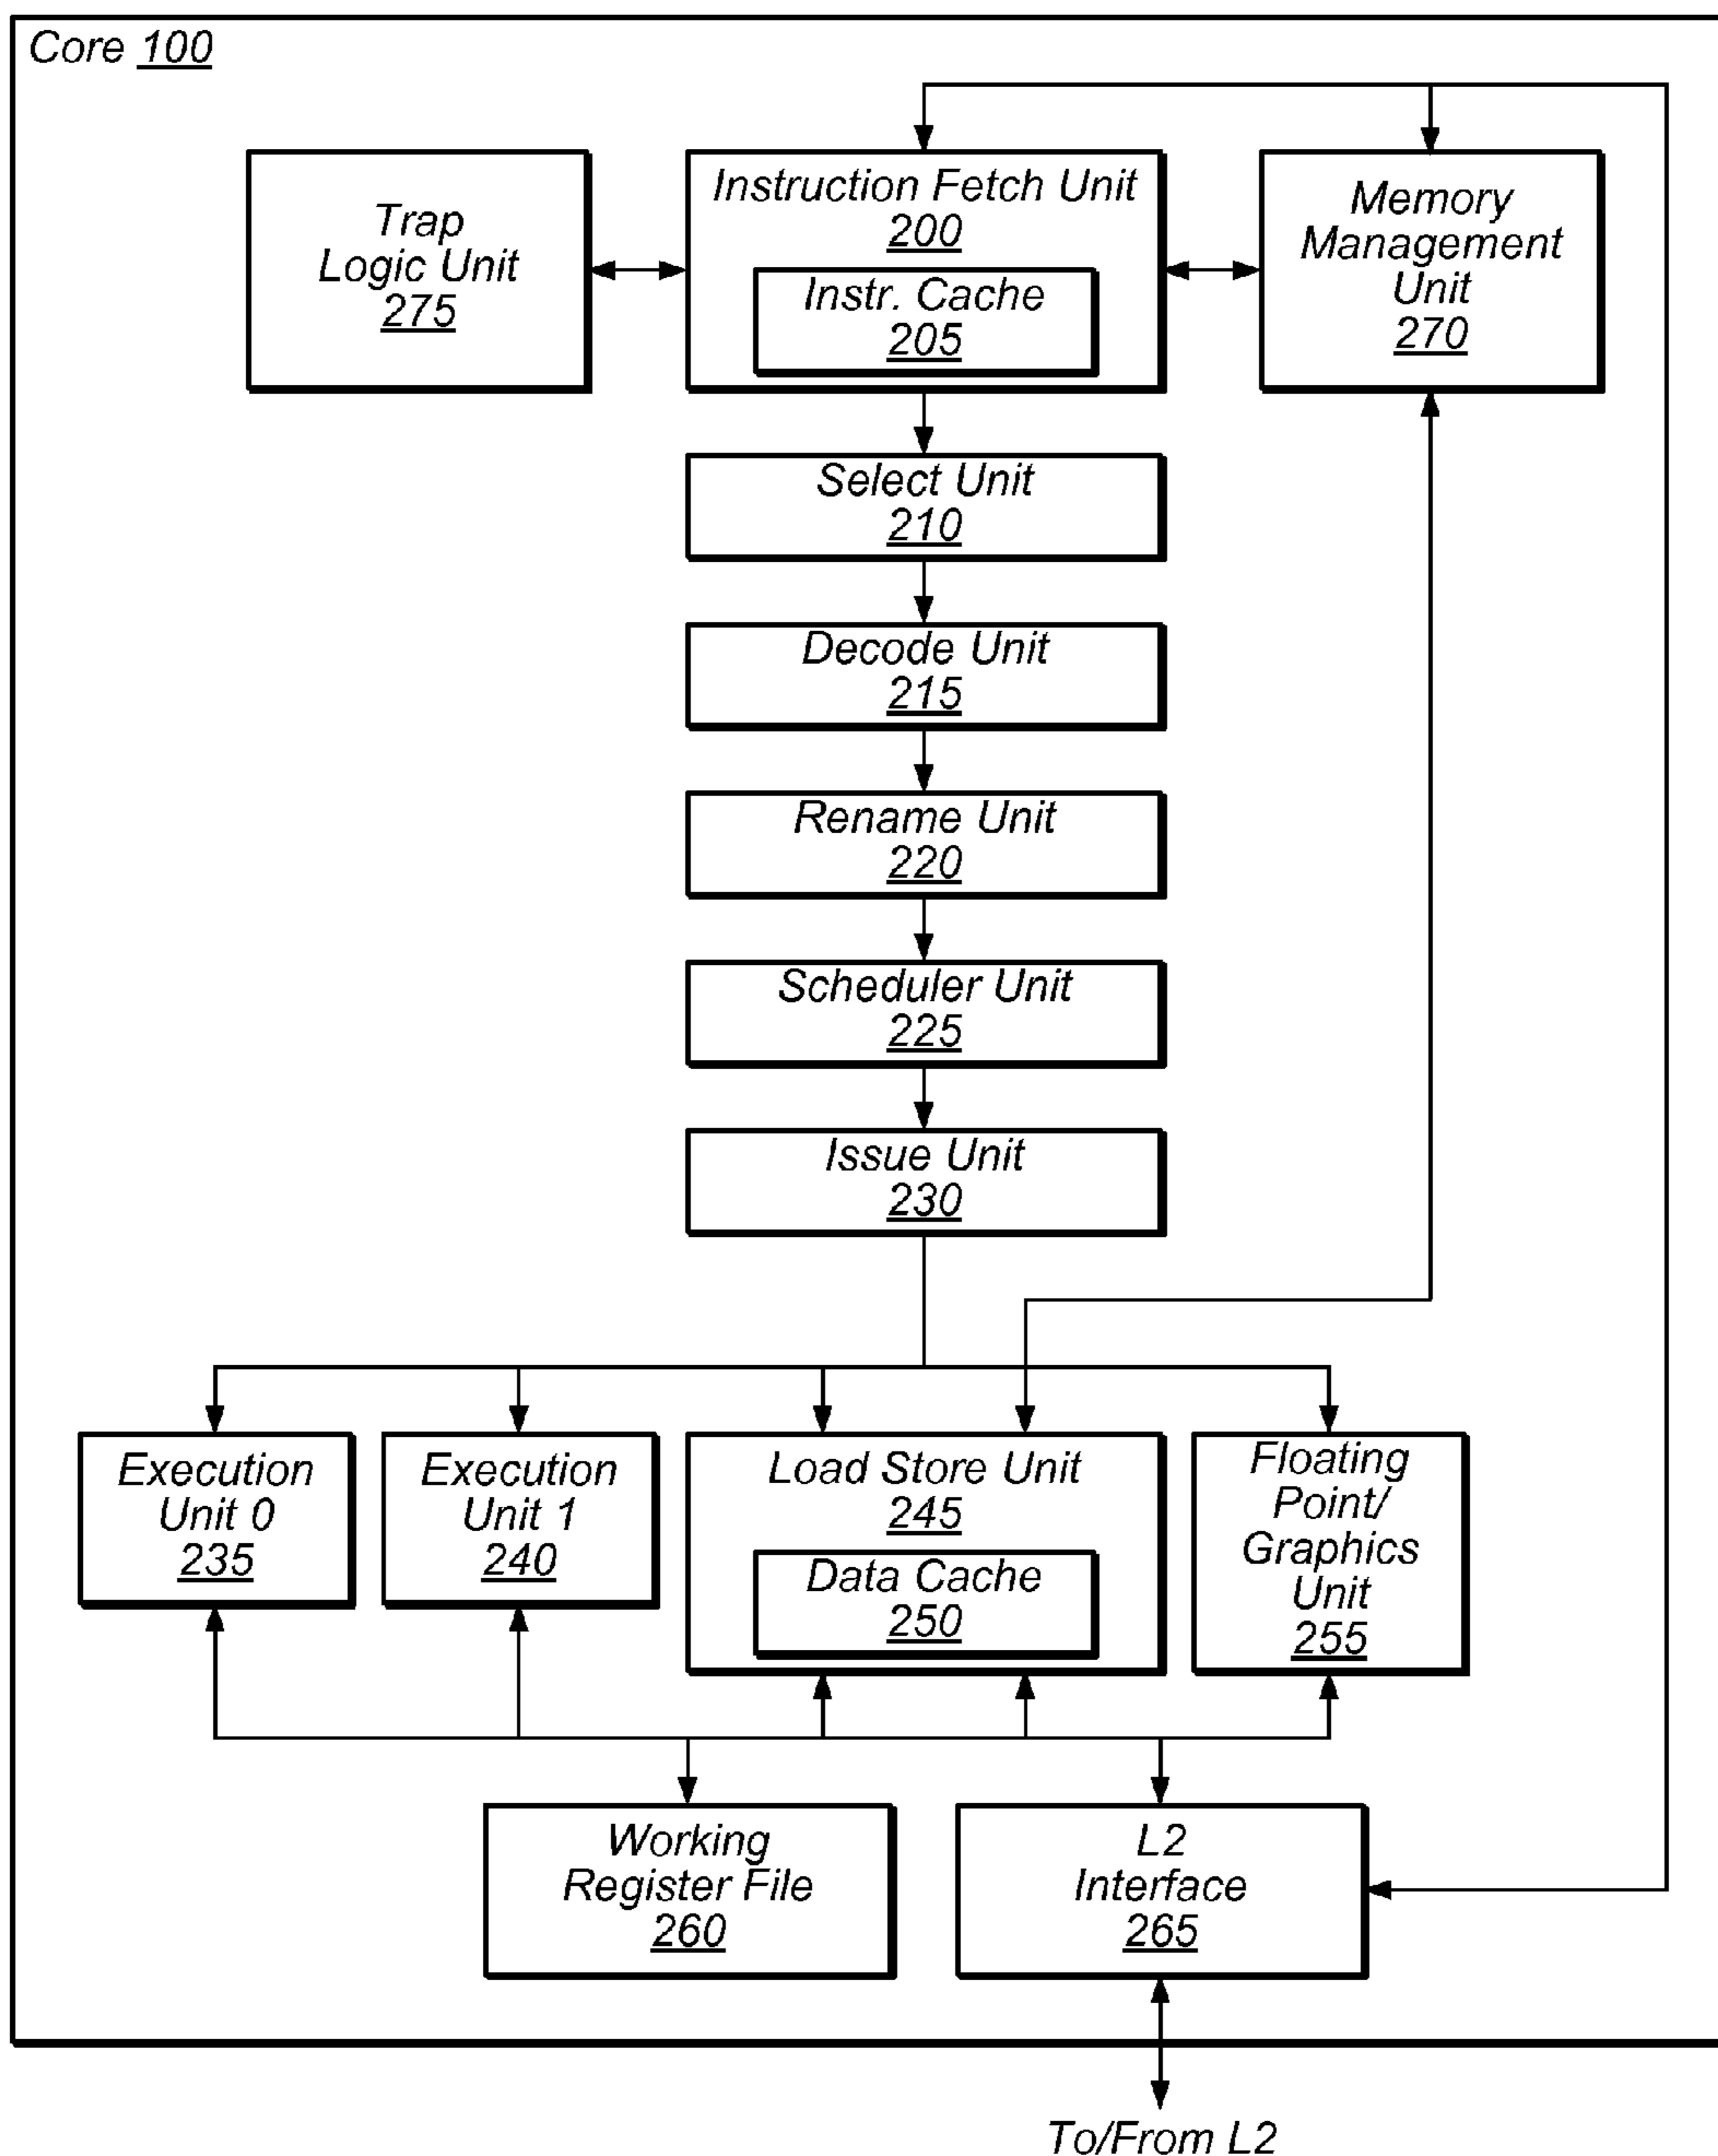 Core 100
Trap
Logic Unit
275
Instruction Fetch Unit
200
Instr. Cache
205
Memory
Management
Unit
270
Select Unit
210
Decode Unit
215
Rename Unit
220
Scheduler Unit
225
Issue Unit
230
Execution
Unit 0
235
Execution
Unit 1
240
Load Store Unit
245
Data Cache
250
Floating
Point/
Graphics
Unit
255
Working
Register File
260
L2
Interface
265
To/From L2